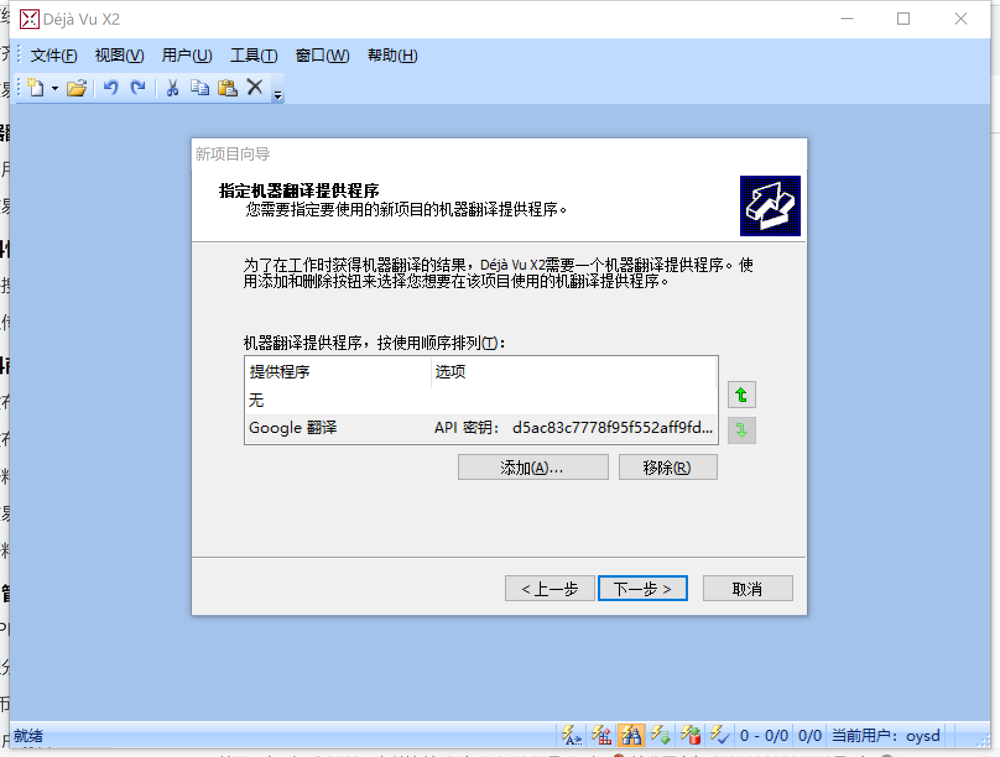 Déjà Vu X2
文件(F) 视图(V) 用户(U) 工具(T) 窗口(W) 帮助(H)
新项目向导
指定机器翻译提供程序
您需要指定要使用的新项目的机器翻译提供程序。
为了在工作时获得机器翻译的结果，Déjà Vu X2需要一个机器翻译提供程序。使
用添加和删除按钮来选择您想要在该项目使用的机翻译提供程序。
机器翻译提供程序，按使用顺序排列(T)：
提供程序 选项
无
Google 翻译 API 密钥： d5ac83c7778f95f552aff9fd...
添加(A)... 移除(R)
< 上一步 下一步 > 取消
就绪 0 - 0/0 0/0 当前用户：oysd